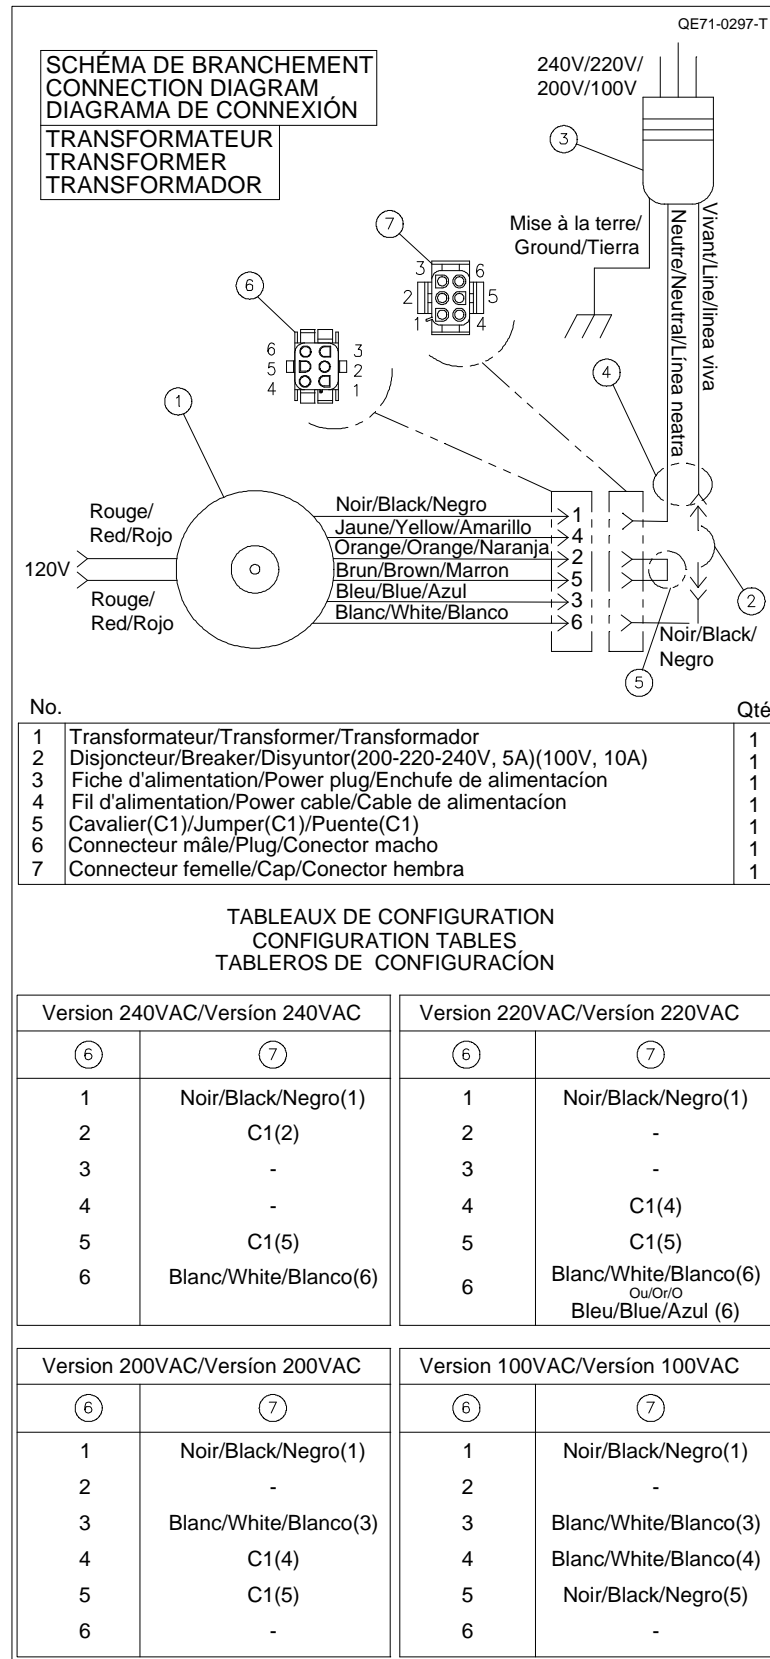 QE71-0297-T
SCHÉMA DE BRANCHEMENT
CONNECTION DIAGRAM
DIAGRAMA DE CONNEXIÓN
TRANSFORMATEUR
TRANSFORMER
TRANSFORMADOR
240V/220V/
200V/100V
3
Mise à la terre/
Ground/Tierra
Neutre/Neutral/Línea neatra
Vivant/Line/linea viva
7
3 6
2 5
1 4
6
6 3
5 2
4 1
4
1
Rouge/
Red/Rojo
120V
Rouge/
Red/Rojo
Noir/Black/Negro 1
Jaune/Yellow/Amarillo 4
Orange/Orange/Naranja 2
Brun/Brown/Marron 5
Bleu/Blue/Azul 3
Blanc/White/Blanco 6
2
Noir/Black/
Negro
5
No. Qté
1 Transformateur/Transformer/Transformador 1
2 Disjoncteur/Breaker/Disyuntor(200-220-240V, 5A)(100V, 10A) 1
3 Fiche d'alimentation/Power plug/Enchufe de alimentacíon 1
4 Fil d'alimentation/Power cable/Cable de alimentacíon 1
5 Cavalier(C1)/Jumper(C1)/Puente(C1) 1
6 Connecteur mâle/Plug/Conector macho 1
7 Connecteur femelle/Cap/Conector hembra 1
TABLEAUX DE CONFIGURATION
CONFIGURATION TABLES
TABLEROS DE CONFIGURACÍON
Version 240VAC/Versíon 240VAC
6 7
1 Noir/Black/Negro(1)
2 C1(2)
3 -
4 -
5 C1(5)
6 Blanc/White/Blanco(6)
Version 220VAC/Versíon 220VAC
6 7
1 Noir/Black/Negro(1)
2 -
3 -
4 C1(4)
5 C1(5)
6 Blanc/White/Blanco(6)
Ou/Or/O
Bleu/Blue/Azul (6)
Version 200VAC/Versíon 200VAC
6 7
1 Noir/Black/Negro(1)
2 -
3 Blanc/White/Blanco(3)
4 C1(4)
5 C1(5)
6 -
Version 100VAC/Versíon 100VAC
6 7
1 Noir/Black/Negro(1)
2 -
3 Blanc/White/Blanco(3)
4 Blanc/White/Blanco(4)
5 Noir/Black/Negro(5)
6 -